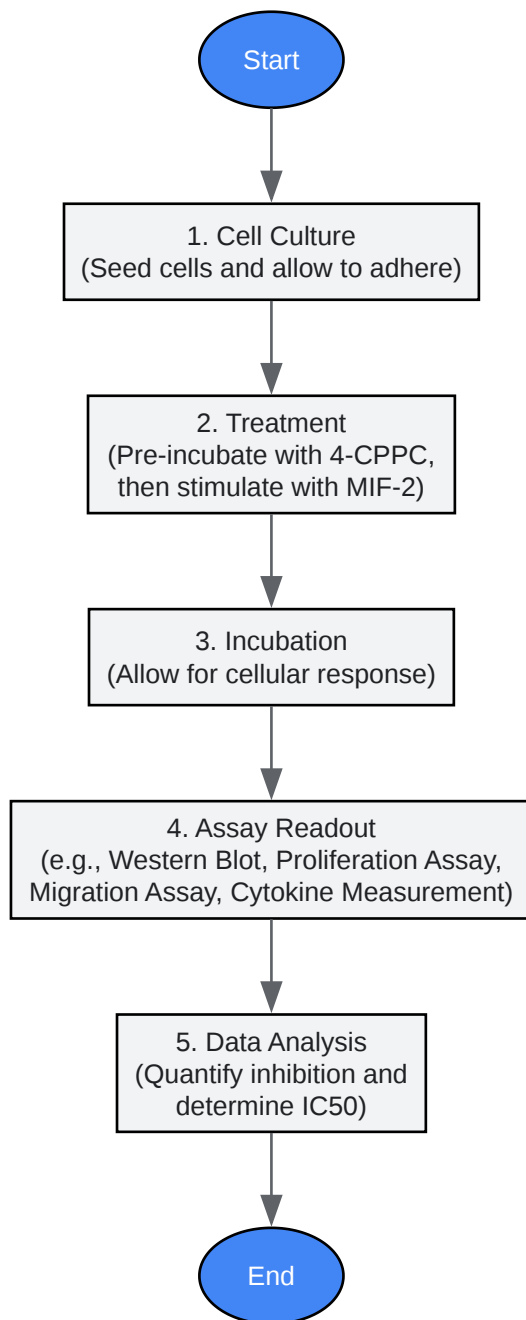 Start
1. Cell Culture
(Seed cells and allow to adhere)
2. Treatment
(Pre-incubate with 4-CPPC,
then stimulate with MIF-2)
3. Incubation
(Allow for cellular response)
4. Assay Readout
(e.g., Western Blot, Proliferation Assay,
Migration Assay, Cytokine Measurement)
5. Data Analysis
(Quantify inhibition and
determine IC50)
End